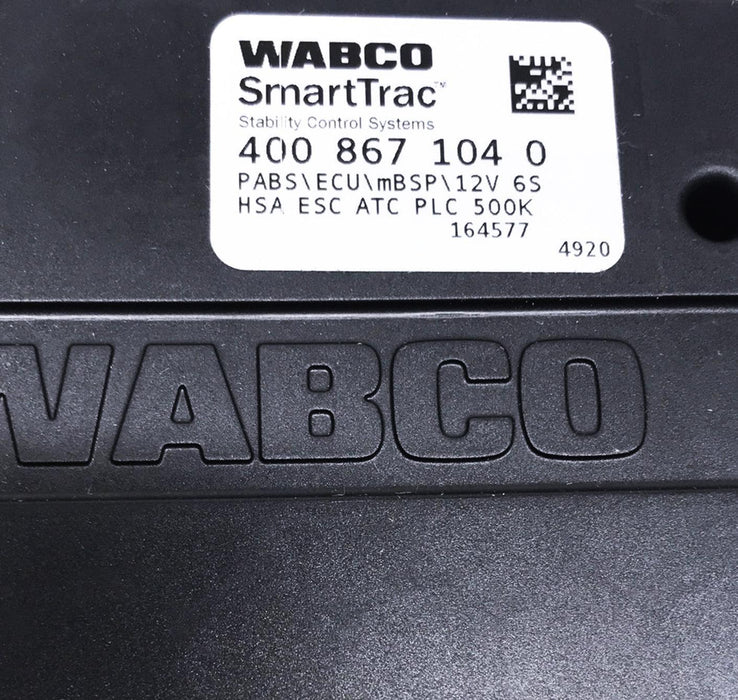 WABCO
SmartTrac™
Stability Control Systems
400 867 104 0
PABS\ECU\mBSP\12V 6S
HSA ESC ATC PLC 500K
164577
4920
WABCO